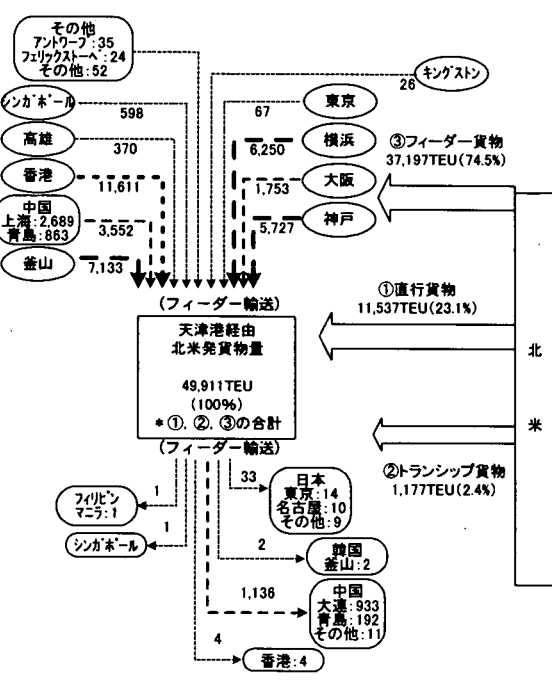 その他
アントワープ:35
フェリックストーペ:24
その他:52
キングストン
26
シンガポール
598
東京
67
高雄
370
横浜
6,250
③フィーダー貨物
37,197TEU(74.5%)
香港
11,611
大阪
1,753
中国
上海:2,689
青島:863
3,552
神戸
5,727
釜山
7,133
(フィーダー輸送)
①直行貨物
11,537TEU(23.1%)
天津港経由
北米発貨物量
49,911TEU
(100%)
*①,②,③の合計
北
米
(フィーダー輸送)
②トランシップ貨物
1,177TEU(2.4%)
フィリピン
マニラ:1
1
シンガポール
1
33
日本
東京:14
名古屋:10
その他:9
2
韓国
釜山:2
1,136
中国
大連:933
青島:192
その他:11
4
香港:4